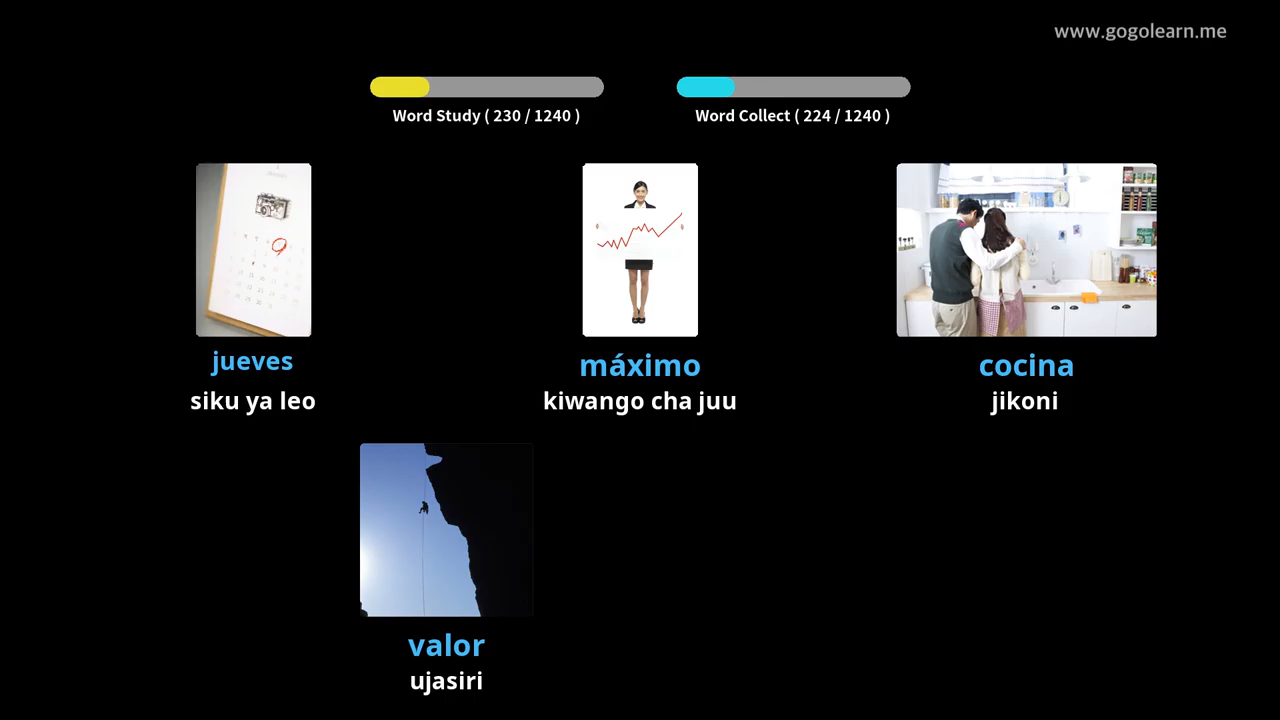 www.gogolearn.me
Word Study ( 230 / 1240 )
Word Collect ( 224 / 1240 )
jueves
siku ya leo
máximo
kiwango cha juu
cocina
jikoni
valor
ujasiri